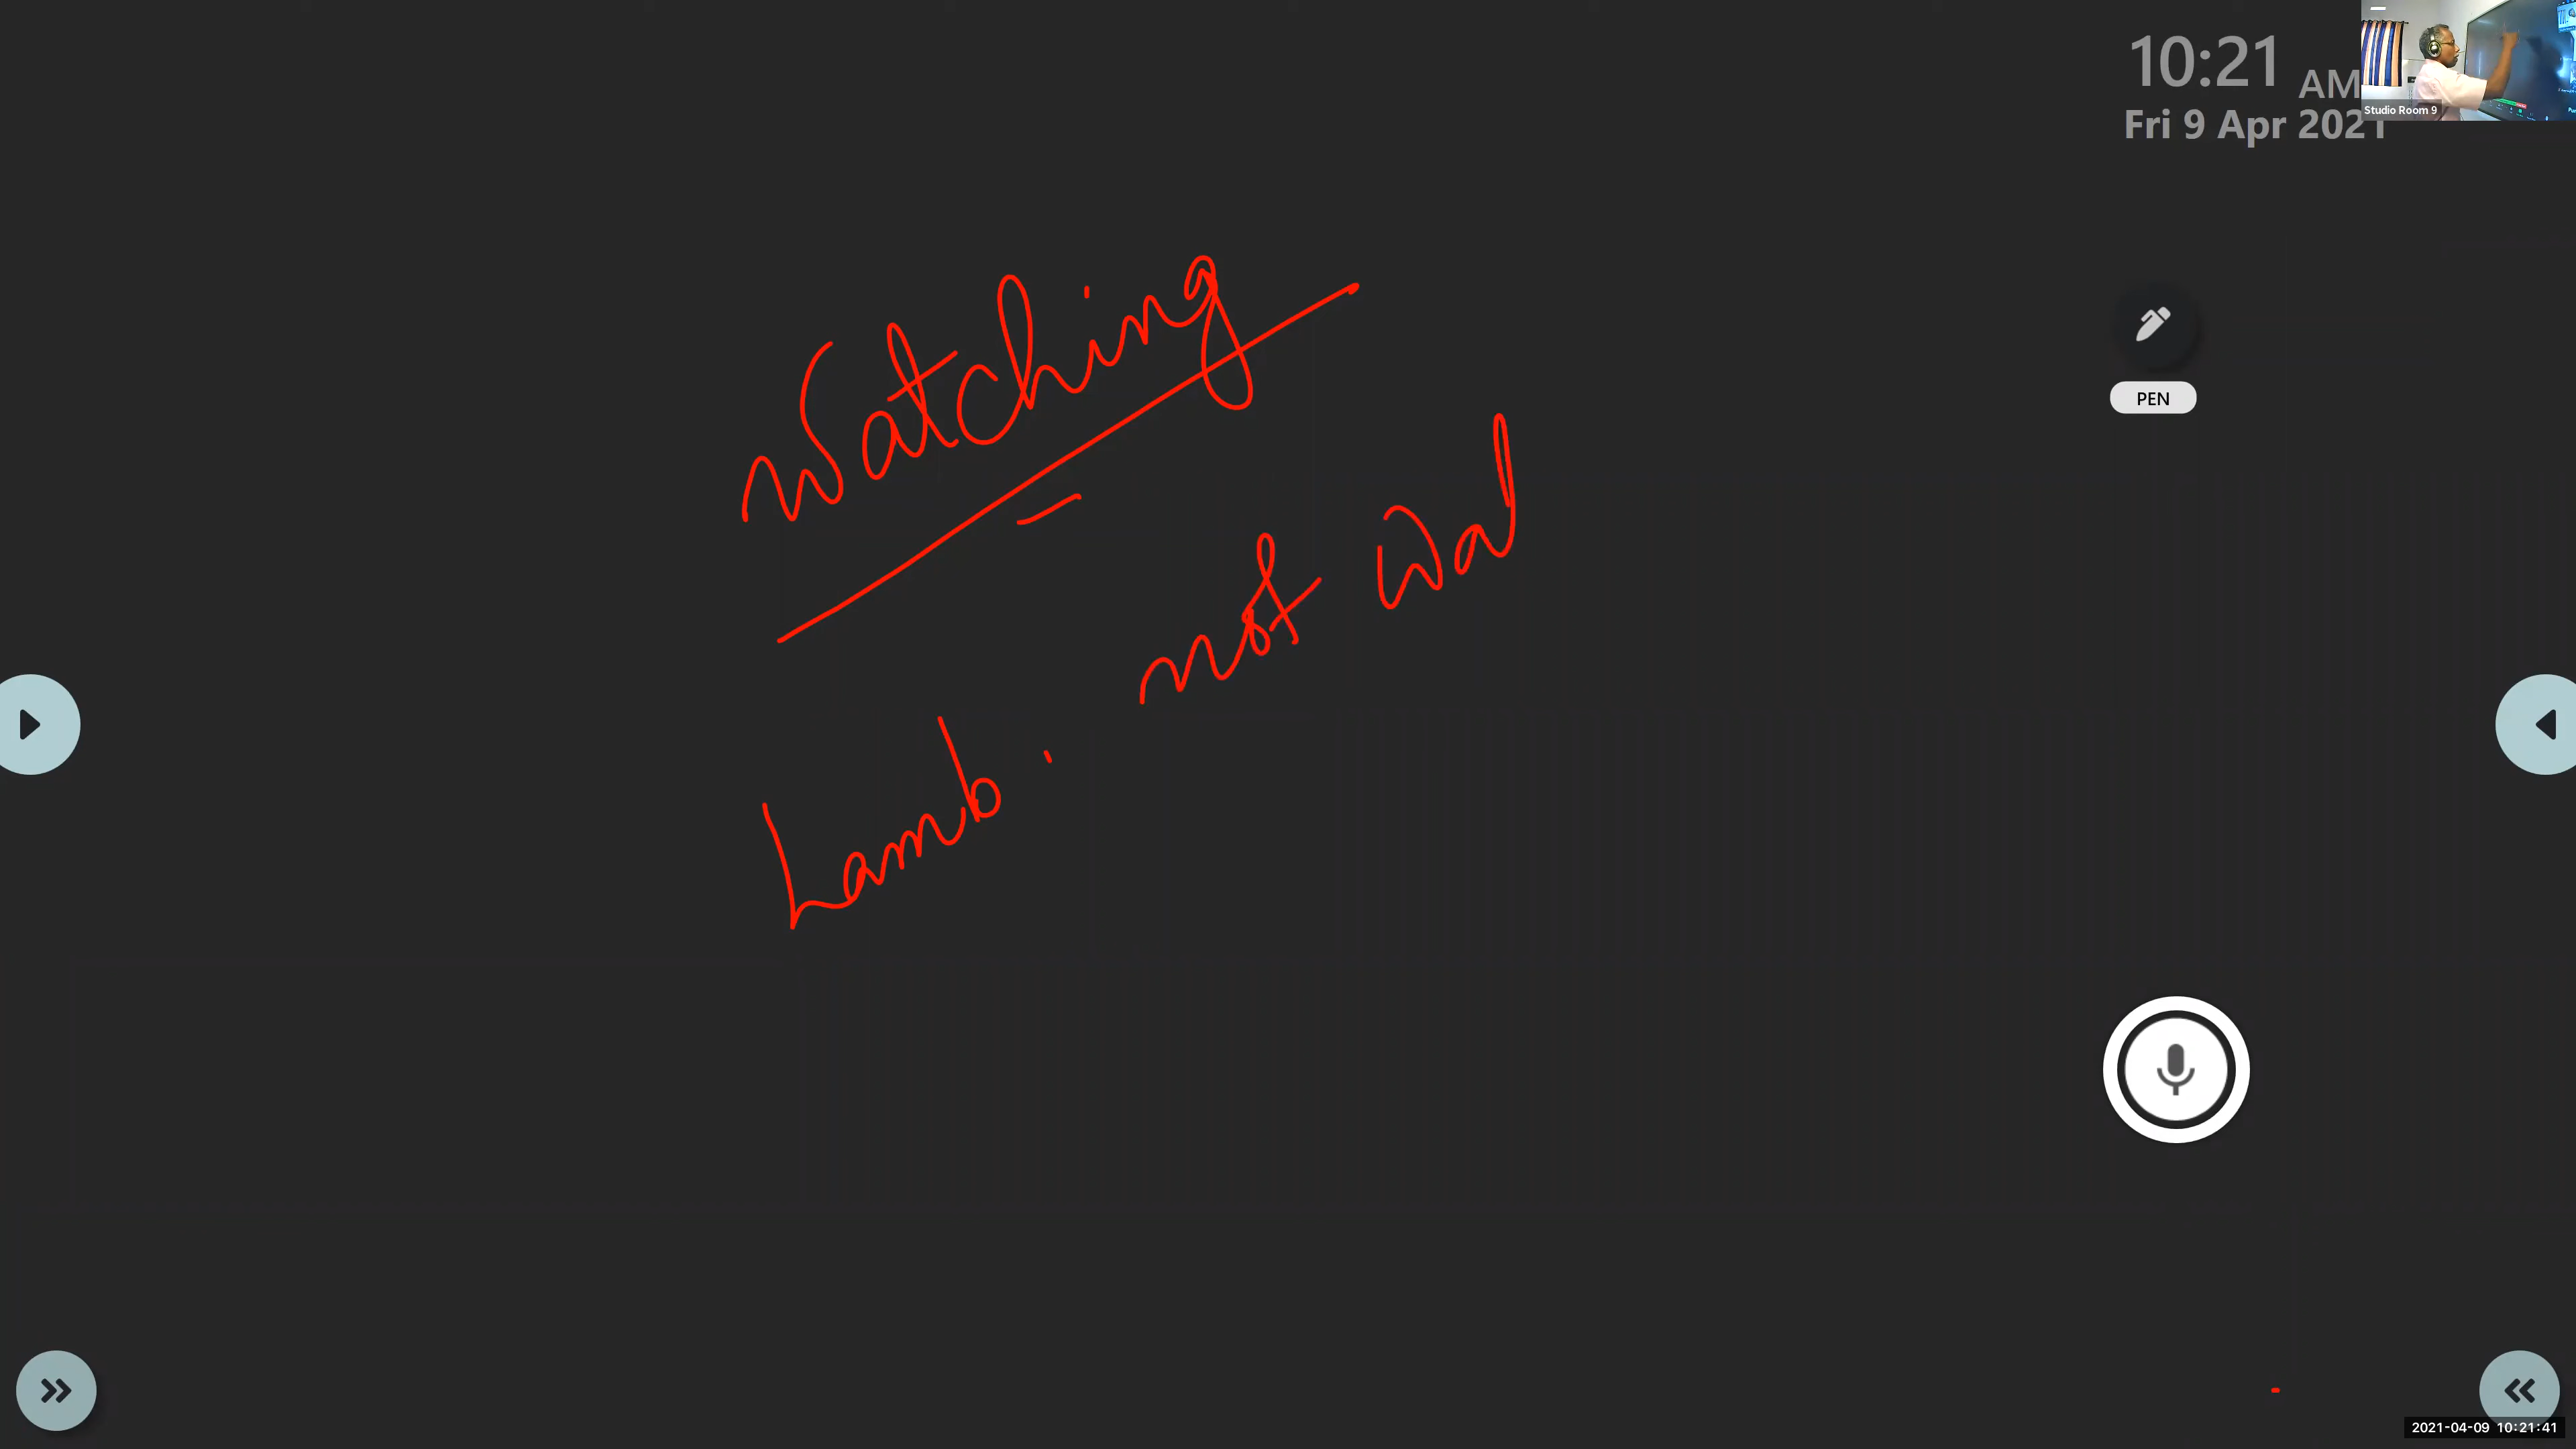 10:21 AM
Fri 9 Apr 2021
Studio Room 9
Watching
PEN
Lamb. not
2021-04-09 10:21:41